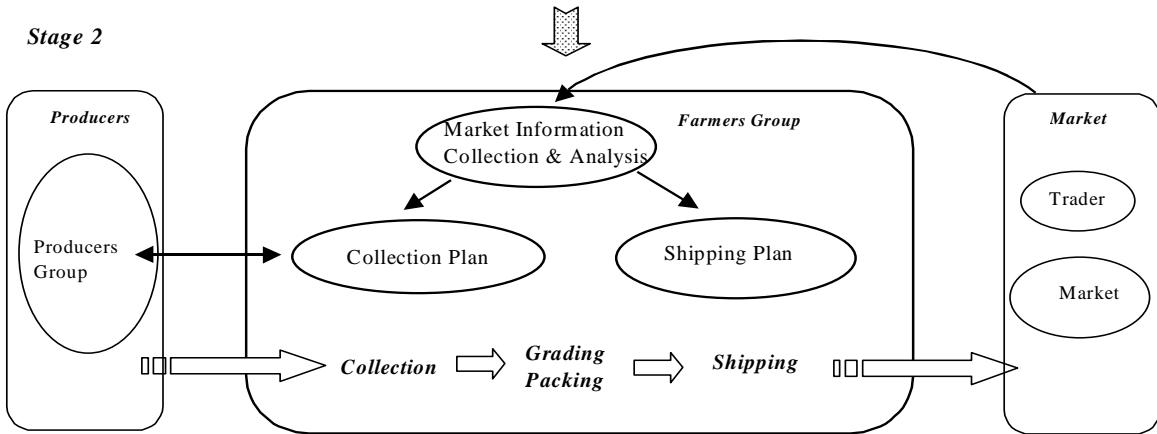 Stage 2
Producers
Farmers Group
Market
Market Information
Collection & Analysis
Trader
Producers
Group
Collection Plan
Shipping Plan
Market
Collection
Grading
Packing
Shipping